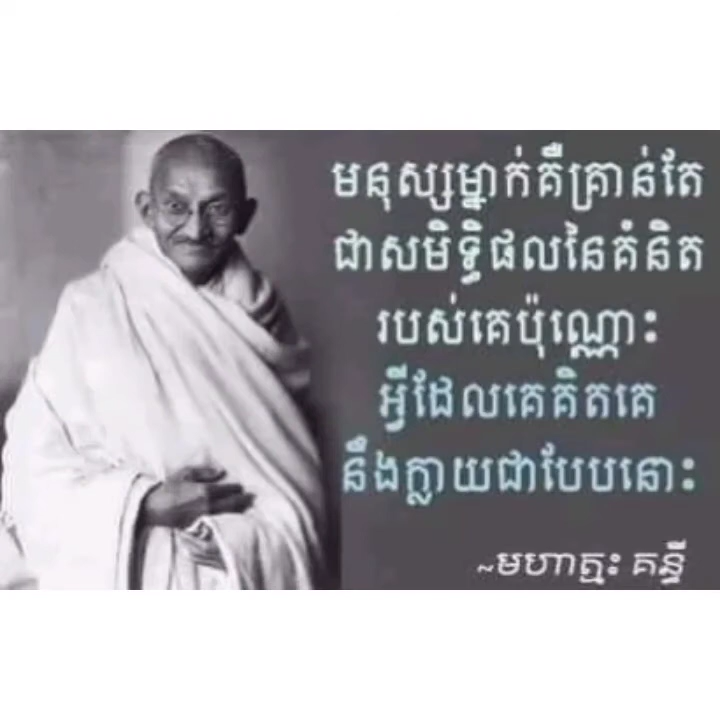 មនុស្សម្នាក់គឺគ្រាន់តែ
ជាសមិទ្ធិផលនៃគំនិត
របស់គេប៉ុណ្ណោះ
អ្វីដែលគេគិតគេ
នឹងក្លាយជាបែបនោះ
~មហាត្មះ គន្ធី